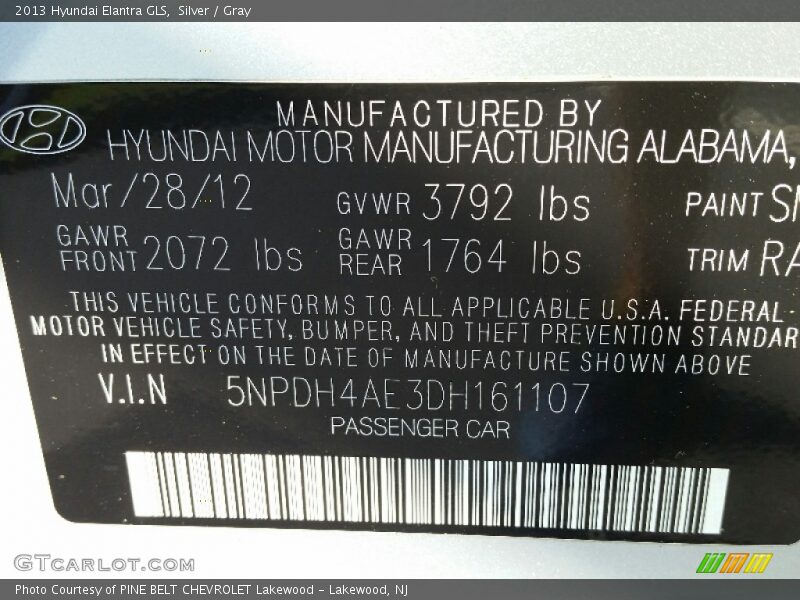 2013 Hyundai Elantra GLS, Silver / Gray
MANUFACTURED BY
HYUNDAI MOTOR MANUFACTURING ALABAMA,
Mar/28/12 GVWR 3792 lbs PAINT
GAWR FRONT 2072 lbs GAWR REAR 1764 lbs TRIM
THIS VEHICLE CONFORMS TO ALL APPLICABLE U.S.A. FEDERAL
MOTOR VEHICLE SAFETY, BUMPER, AND THEFT PREVENTION STANDAR
IN EFFECT ON THE DATE OF MANUFACTURE SHOWN ABOVE
V.I.N 5NPDH4AE3DH161107
PASSENGER CAR
GTCARLOT.COM
Photo Courtesy of PINE BELT CHEVROLET Lakewood - Lakewood, NJ